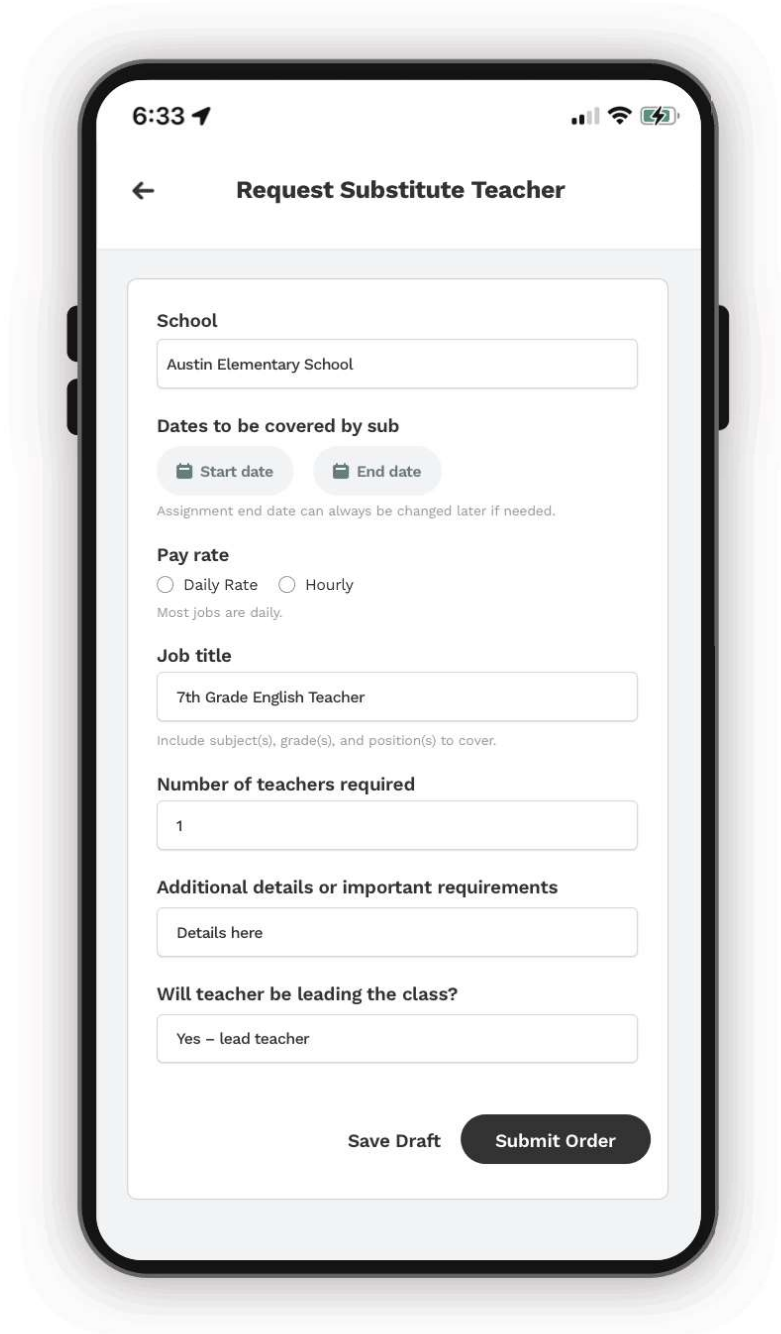 6:33
Request Substitute Teacher
School
Austin Elementary School
Dates to be covered by sub
Start date End date
Assignment end date can always be changed later if needed.
Pay rate
Daily Rate Hourly
Most jobs are daily.
Job title
7th Grade English Teacher
Include subject(s), grade(s), and position(s) to cover.
Number of teachers required
1
Additional details or important requirements
Details here
Will teacher be leading the class?
Yes – lead teacher
Save Draft Submit Order